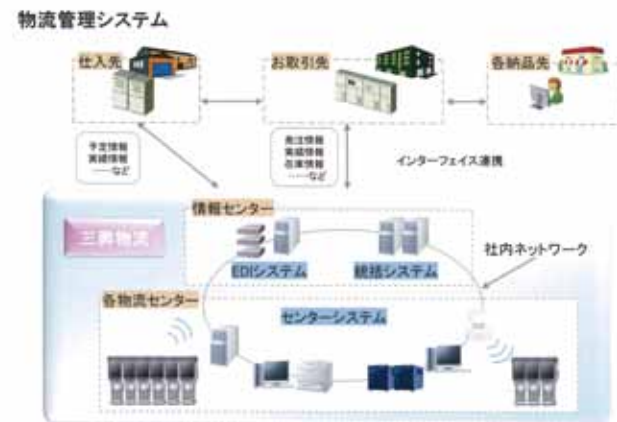 物流管理システム
仕入先
お取引先
各納品先
予定情報
実績情報
……など
発注情報
実績情報
在庫情報
……など
インターフェイス連携
情報センター
三興物流
EDIシステム
統括システム
社内ネットワーク
各物流センター
センターシステム